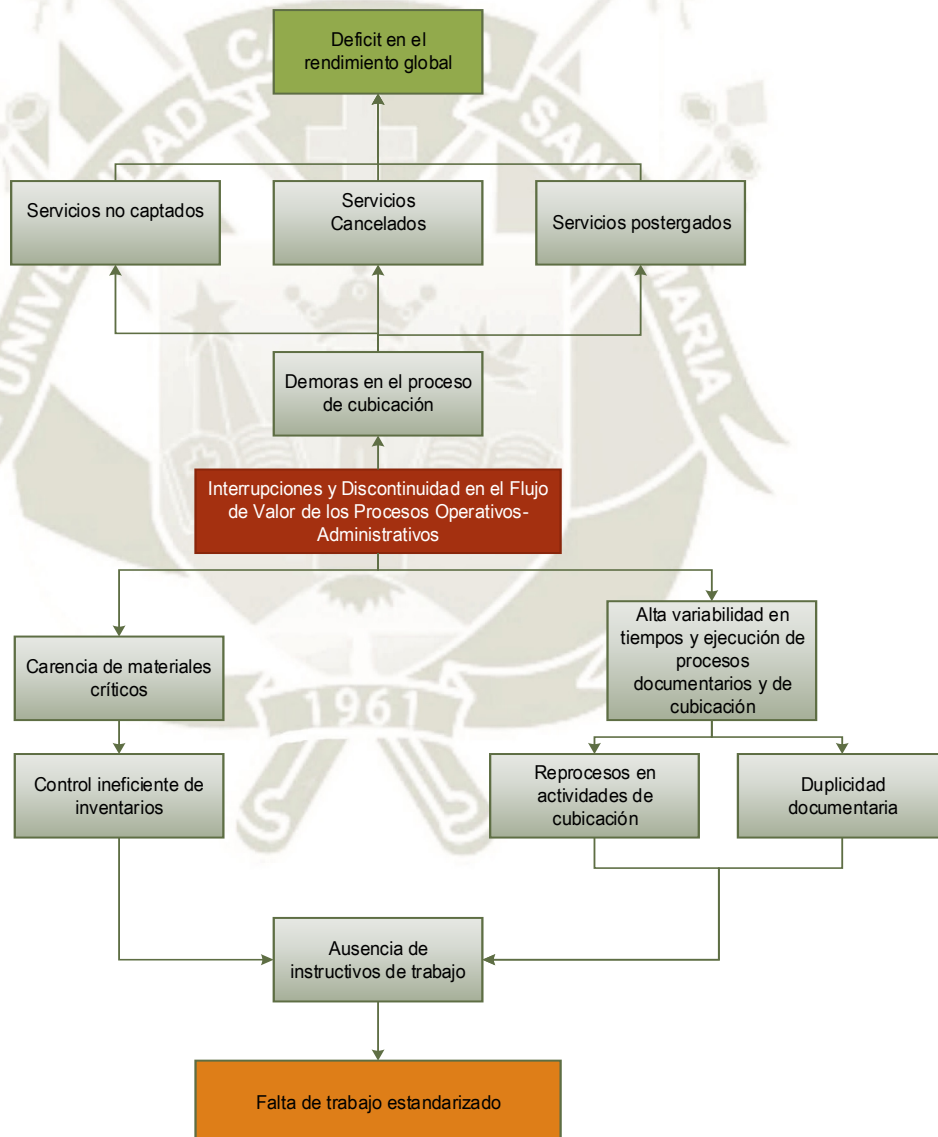 Deficit en el
rendimiento global
Servicios no captados
Servicios
Cancelados
Servicios postergados
Demoras en el proceso
de cubicación
Interrupciones y Discontinuidad en el Flujo
de Valor de los Procesos Operativos-
Administrativos
Carencia de materiales
críticos
Alta variabilidad en
tiempos y ejecución de
procesos
documentarios y de
cubicación
Control ineficiente de
inventarios
Reprocesos en
actividades de
cubicación
Duplicidad
documentaria
Ausencia de
instructivos de trabajo
Falta de trabajo estandarizado
1961